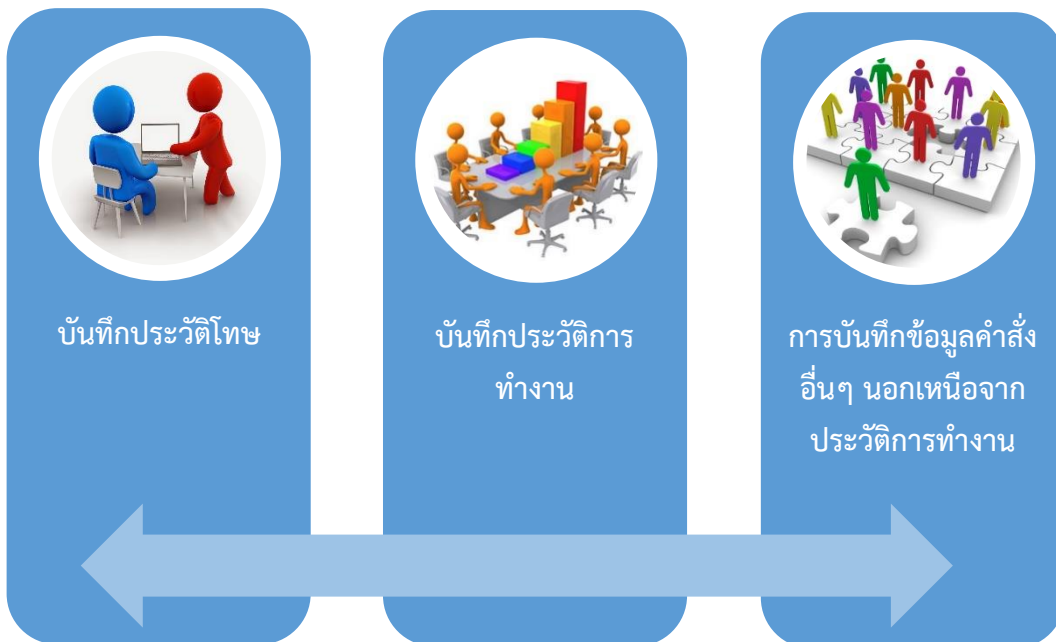 บันทึกประวัติโทษ
บันทึกประวัติการ
ทำงาน
การบันทึกข้อมูลคำสั่ง
อื่นๆ นอกเหนือจาก
ประวัติการทำงาน